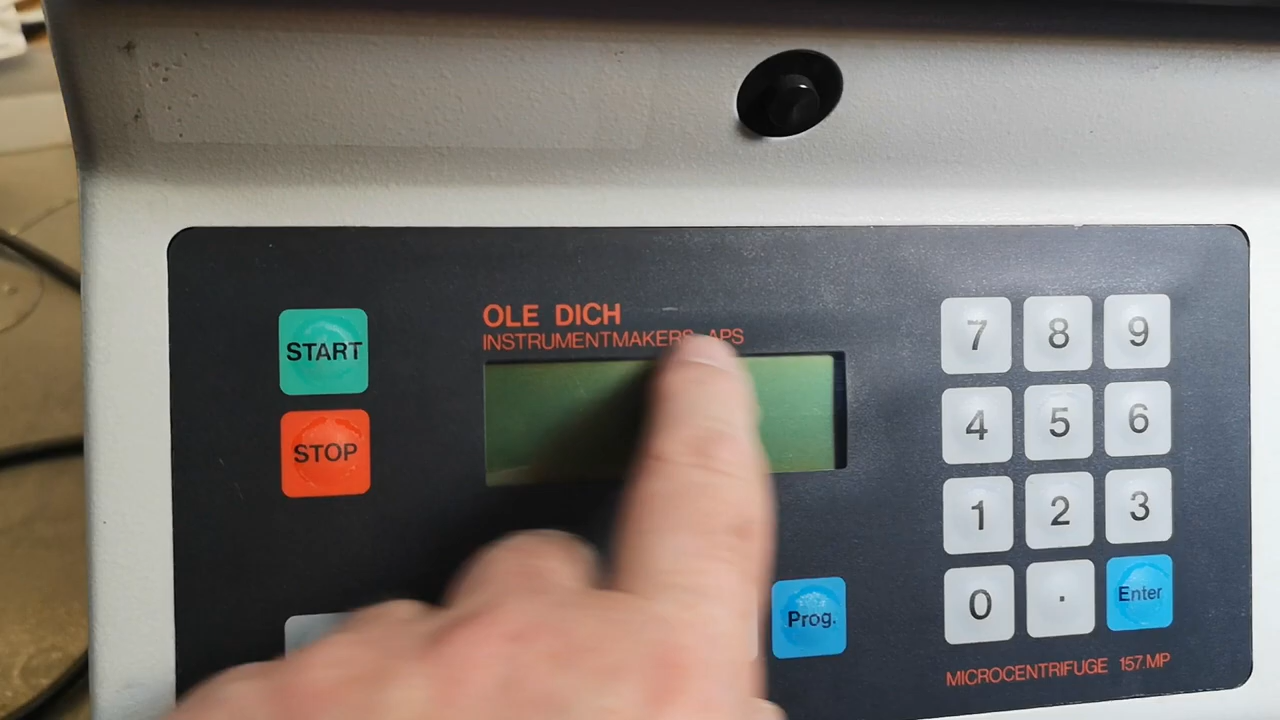 OLE DICH
INSTRUMENTMAKERS APS
START
STOP
7 8 9
4 5 6
1 2 3
0 . Enter
Prog.
MICROCENTRIFUGE 157.MP